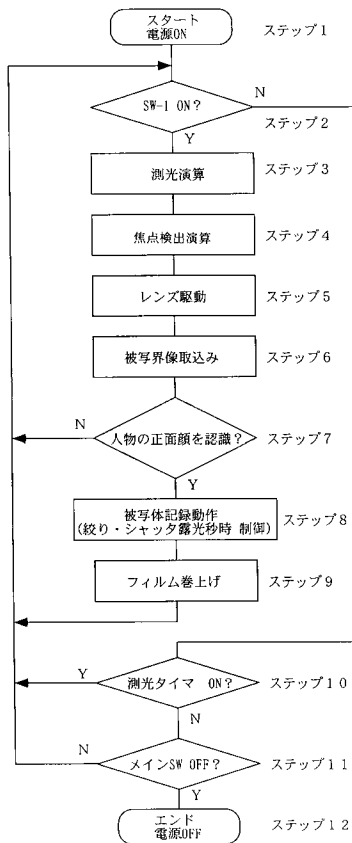 スタート
電源ON
ステップ1
SW-1 ON？
N
ステップ2
Y
測光演算
ステップ3
焦点検出演算
ステップ4
レンズ駆動
ステップ5
被写界像取込み
ステップ6
N
人物の正面顔を認識？
ステップ7
Y
被写体記録動作
(絞り・シャッタ露光秒時 制御)
ステップ8
フィルム巻上げ
ステップ9
Y
測光タイマ ON？
ステップ10
N
N
メインSW OFF？
ステップ11
Y
エンド
電源OFF
ステップ12